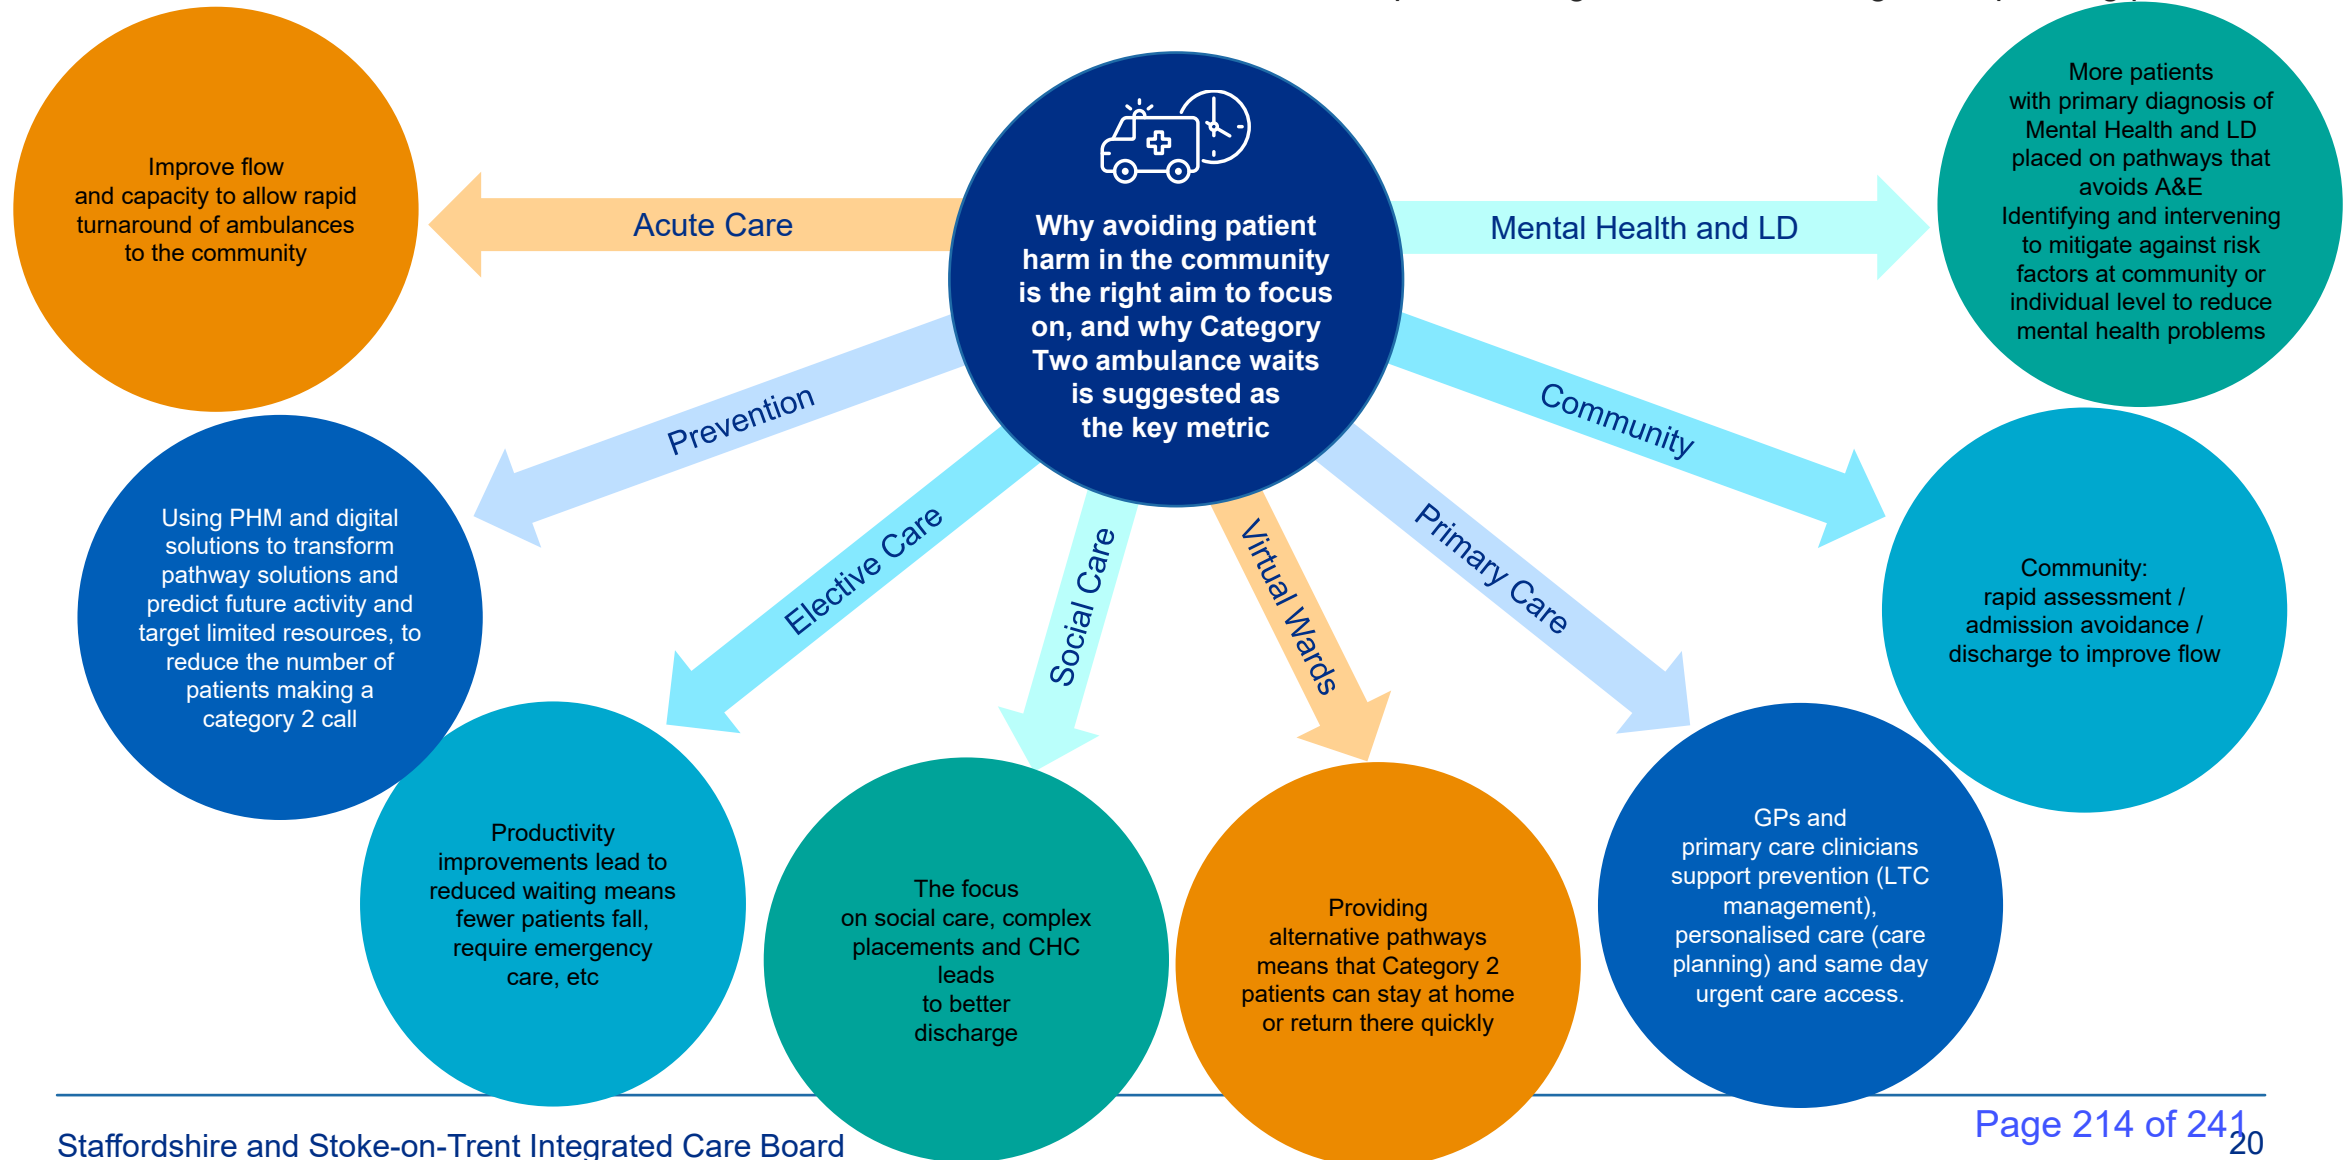 Improve flow
and capacity to allow rapid
turnaround of ambulances
to the community
Acute Care
Why avoiding patient
harm in the community
is the right aim to focus
on, and why Category
Two ambulance waits
is suggested as
the key metric
Mental Health and LD
More patients
with primary diagnosis of
Mental Health and LD
placed on pathways that
avoids A&E
Identifying and intervening
to mitigate against risk
factors at community or
individual level to reduce
mental health problems
Prevention
Using PHM and digital
solutions to transform
pathway solutions and
predict future activity and
target limited resources, to
reduce the number of
patients making a
category 2 call
Elective Care
Productivity
improvements lead to
reduced waiting means
fewer patients fall,
require emergency
care, etc
Social Care
The focus
on social care, complex
placements and CHC
leads
to better
discharge
Virtual Wards
Providing
alternative pathways
means that Category 2
patients can stay at home
or return there quickly
Primary Care
GPs and
primary care clinicians
support prevention (LTC
management),
personalised care (care
planning) and same day
urgent care access.
Community
Community:
rapid assessment /
admission avoidance /
discharge to improve flow
Staffordshire and Stoke-on-Trent Integrated Care Board
Page 214 of 241
20